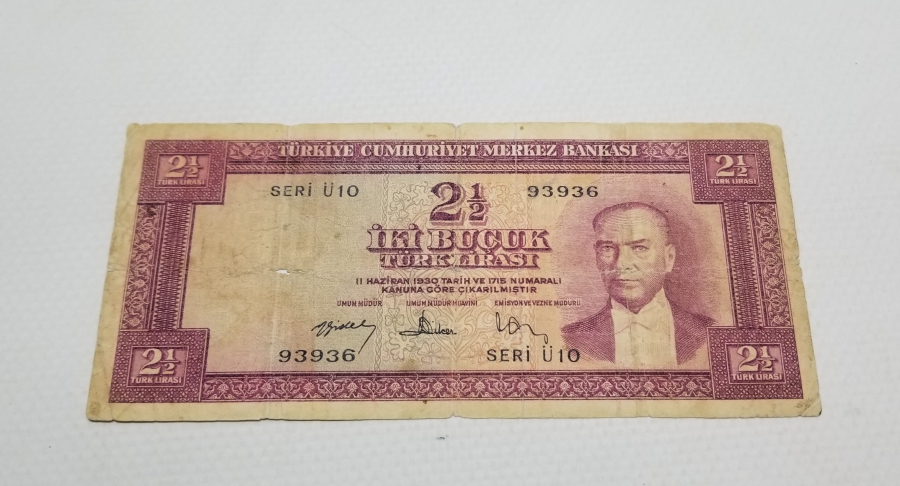 TÜRKİYE CUMHURİYET MERKEZ BANKASI
2½ TÜRK LİRASI
2½ TÜRK LİRASI
SERİ Ü10
2½
93936
İKİ BUÇUK
TÜRK LİRASI
11 HAZİRAN 1930 TARİH VE 1715 NUMARALI
KANUNA GÖRE ÇIKARILMIŞTIR
UMUM MÜDÜR UMUM MÜDÜR MUAVİNİ EMİSYON VE VEZNE MÜDÜRÜ
93936
SERİ Ü10
2½ TÜRK LİRASI
2½ TÜRK LİRASI